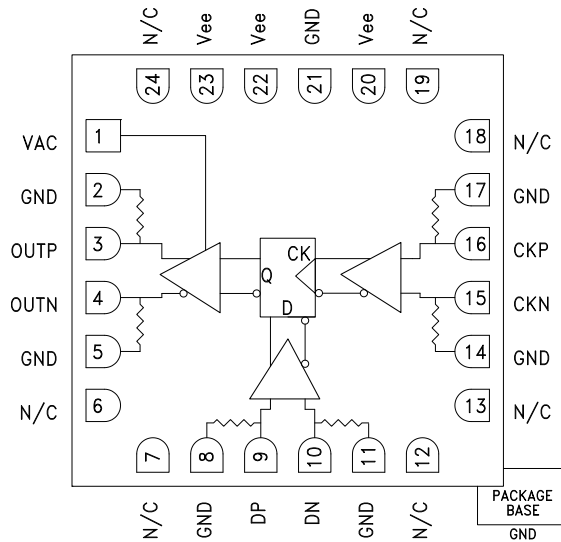 N/C
Vee
Vee
GND
Vee
N/C
24
23
22
21
20
19
VAC
1
18
N/C
GND
2
17
GND
OUTP
3
CK
16
CKP
Q
OUTN
4
D
15
CKN
GND
5
14
GND
N/C
6
13
N/C
7
8
9
10
11
12
N/C
GND
DP
DN
GND
N/C
PACKAGE
BASE
GND